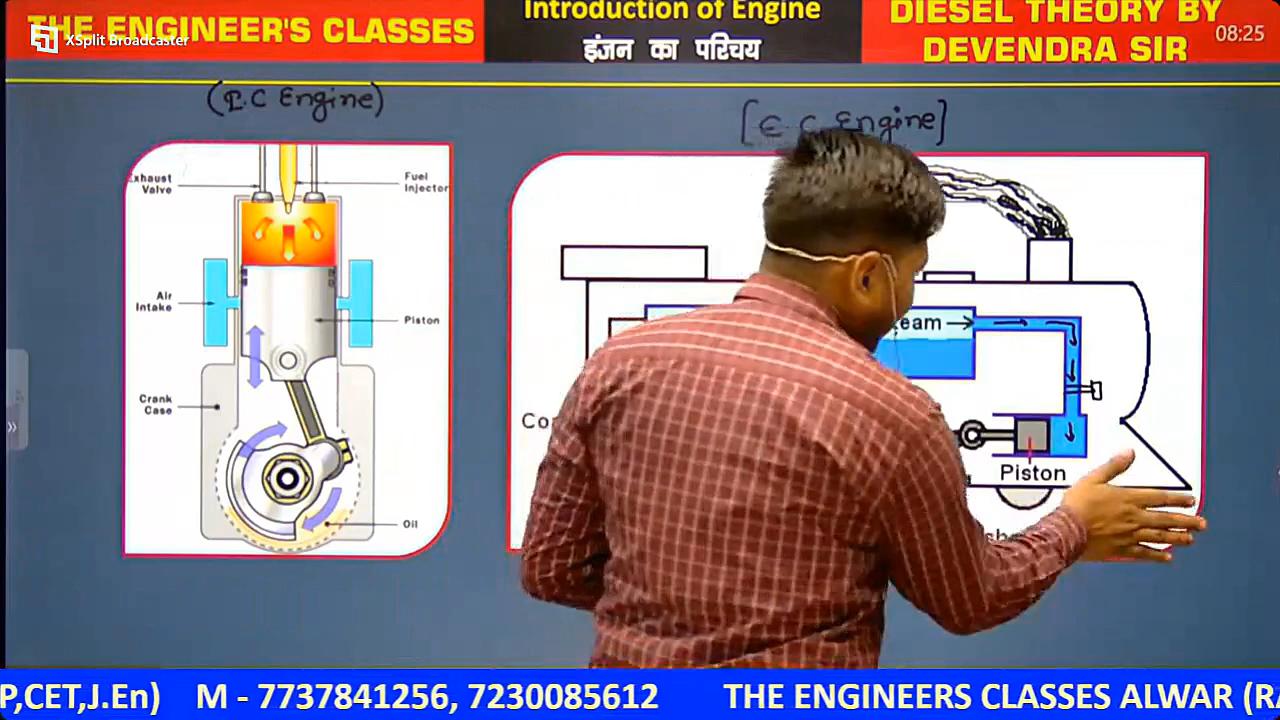 THE ENGINEER'S CLASSES
XSplit Broadcaster
Introduction of Engine
इंजन का परिचय
DIESEL THEORY BY
DEVENDRA SIR
08:25
(I.C Engine)
[E.C Engine]
Exhaust
Valve
Fuel
Injector
Air
Intake
Piston
Crank
Case
Oil
eam
Piston
P,CET,J.En) M - 7737841256, 7230085612 THE ENGINEERS CLASSES ALWAR (R